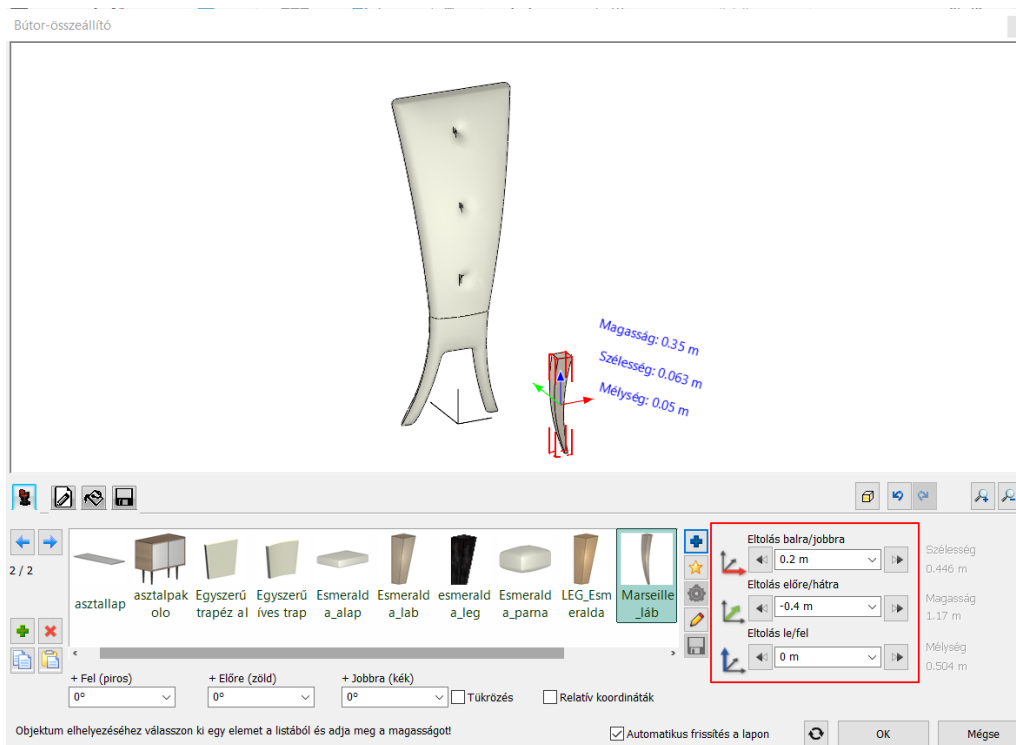 Bútor-összeállító
Magasság: 0.35 m
Szélesség: 0.063 m
Mélység: 0.05 m
2 / 2
asztallap
asztalpak
olo
Egyszerű
trapéz al
Egyszerű
íves trap
Esmerald
a_alap
Esmerald
a_lab
esmerald
a_leg
Esmerald
a_parna
LEG_Esm
eralda
Marseille
_láb
Eltolás balra/jobbra
0.2 m
Eltolás előre/hátra
-0.4 m
Eltolás le/fel
0 m
Szélesség
0.446 m
Magasság
1.17 m
Mélység
0.504 m
+ Fel (piros)
0°
+ Előre (zöld)
0°
+ Jobbra (kék)
0°
Tükrözés
Relatív koordináták
Objektum elhelyezéséhez válasszon ki egy elemet a listából és adja meg a magasságot!
Automatikus frissítés a lapon
OK
Mégse